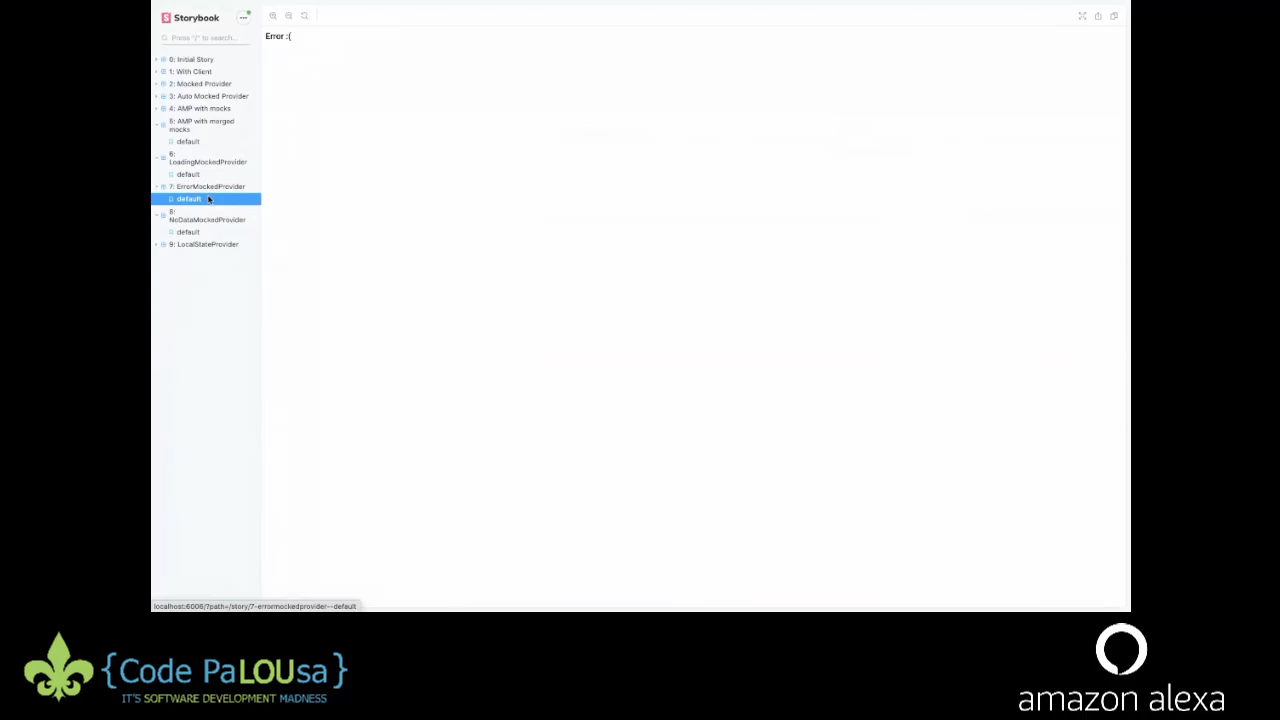 Storybook
Press "/" to search...
Error :(
0: Initial Story
1: With Client
2: Mocked Provider
3: Auto Mocked Provider
4: AMP with mocks
5: AMP with merged
mocks
default
6:
LoadingMockedProvider
default
7: ErrorMockedProvider
default
8:
NoDataMockedProvider
default
9: LocalStateProvider
localhost:6006/?path=/story/7-errormockedprovider--default
{Code PaLOUsa}
IT'S SOFTWARE DEVELOPMENT MADNESS
amazon alexa